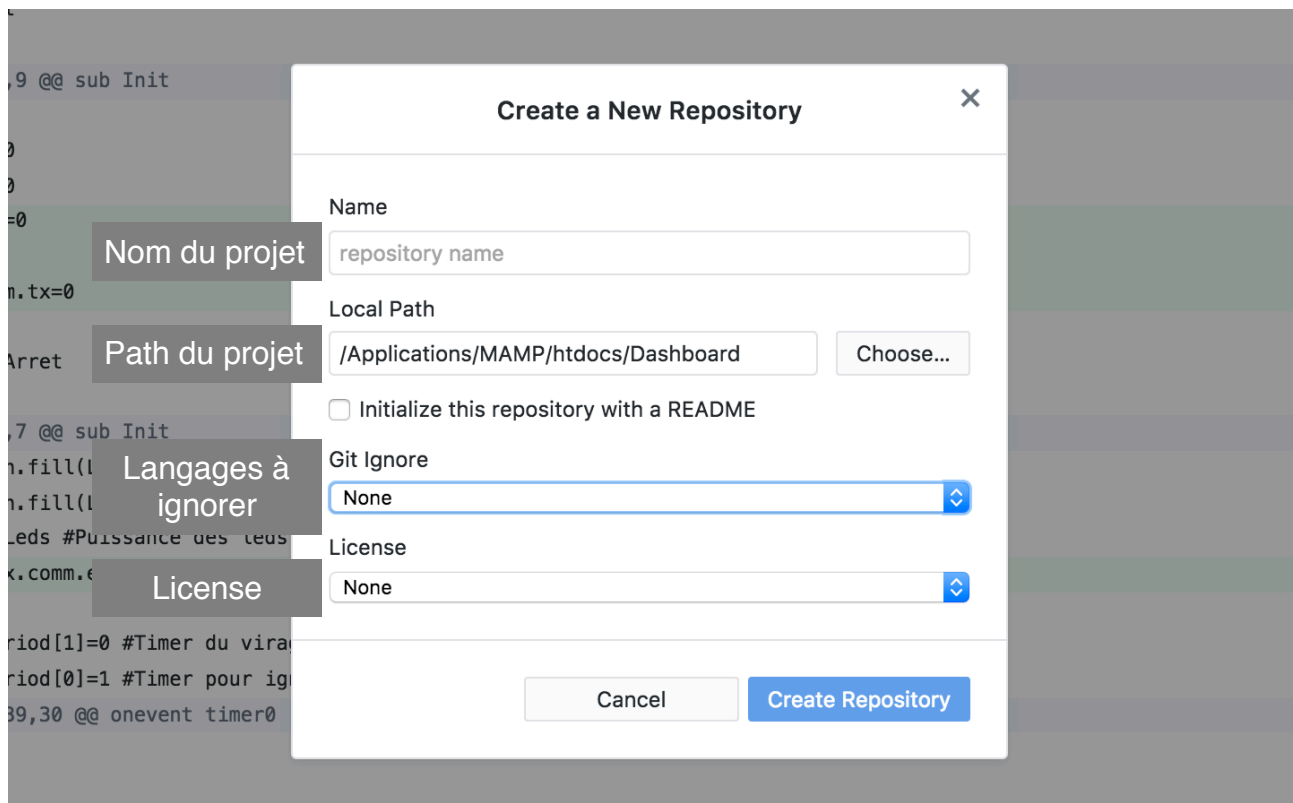 ,9 @@ sub Init
Create a New Repository
=0
Name
Nom du projet
repository name
m.tx=0
Local Path
Path du projet
/Applications/MAMP/htdocs/Dashboard
Choose...
Arret
Initialize this repository with a README
,7 @@ sub Init
Git Ignore
Langages à
ignorer
n.fill(L
None
n.fill(L
Leds #Puissance des leds
License
x.comm.e
License
None
riod[1]=0 #Timer du vira
riod[0]=1 #Timer pour ig
Cancel
Create Repository
39,30 @@ onevent timer0